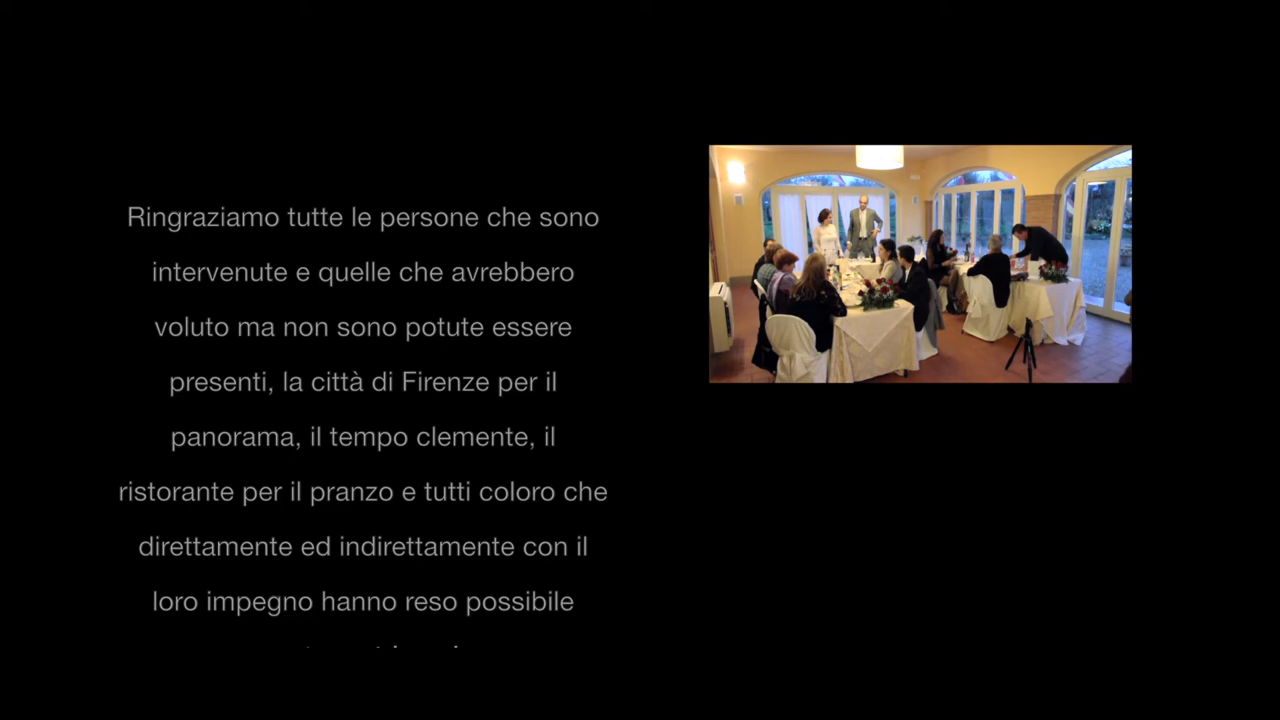 Ringraziamo tutte le persone che sono
intervenute e quelle che avrebbero
voluto ma non sono potute essere
presenti, la città di Firenze per il
panorama, il tempo clemente, il
ristorante per il pranzo e tutti coloro che
direttamente ed indirettamente con il
loro impegno hanno reso possibile